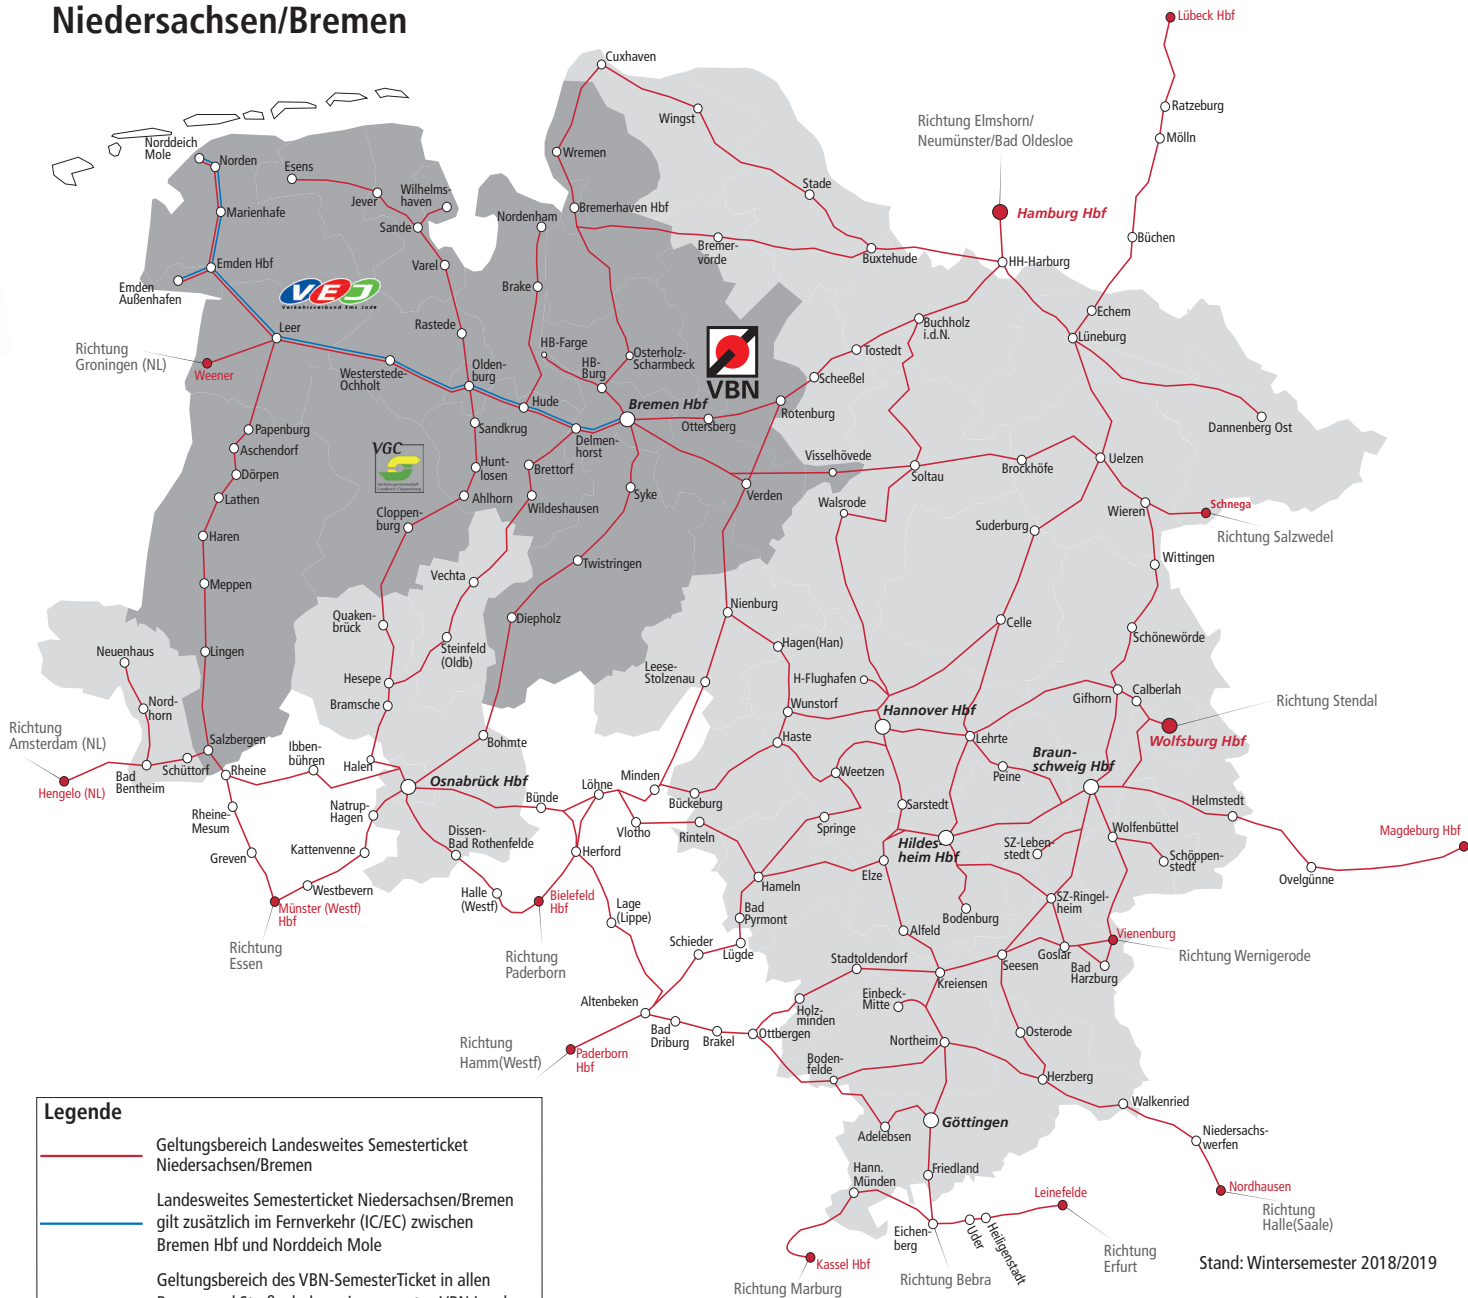 Niedersachsen/Bremen
Lübeck Hbf
Cuxhaven
Wingst
Ratzeburg
Mölln
Richtung Elmshorn/
Neumünster/Bad Oldesloe
Norddeich
Mole
Norden
Esens
Jever
Wilhelms-
haven
Wremen
Stade
Marienhafe
Sande
Nordenham
Bremerhaven Hbf
Hamburg Hbf
Büchen
Bremer-
vörde
Buxtehude
HH-Harburg
Emden Hbf
Emden
Außenhafen
Varel
Brake
VEJ
Verkehrsverbund Ems Jade
Echem
Leer
Rastede
Buchholz
i.d.N.
Lüneburg
Richtung
Groningen (NL)
Weener
Westerstede-
Ochholt
Olden-
burg
HB-Farge
HB-
Burg
Osterholz-
Scharmbeck
VBN
Tostedt
Scheeßel
Hude
Bremen Hbf
Ottersberg
Rotenburg
Dannenberg Ost
Papenburg
Aschendorf
Dörpen
Lathen
VGC
Sandkrug
Hunt-
losen
Ahlhorn
Delmen-
horst
Brettorf
Wildeshausen
Syke
Verden
Visselhövede
Soltau
Brockhöfe
Uelzen
Walsrode
Wieren
Schnega
Richtung Salzwedel
Haren
Cloppen-
burg
Suderburg
Wittingen
Meppen
Vechta
Twistringen
Quaken-
brück
Diepholz
Nienburg
Celle
Schönewörde
Neuenhaus
Lingen
Steinfeld
(Oldb)
Hagen(Han)
Leese-
Stolzenau
H-Flughafen
Hesepe
Bramsche
Nord-
horn
Wunstorf
Hannover Hbf
Gifhorn
Calberlah
Richtung Stendal
Richtung
Amsterdam (NL)
Salzbergen
Ibben-
bühren
Bohmte
Haste
Lehrte
Braun-
schweig Hbf
Wolfsburg Hbf
Hengelo (NL)
Bad
Bentheim
Schüttorf
Rheine
Halen
Osnabrück Hbf
Löhne
Minden
Bückeburg
Weetzen
Peine
Rheine-
Mesum
Natrup-
Hagen
Bünde
Vlotho
Rinteln
Sarstedt
Springe
Helmstedt
Magdeburg Hbf
Greven
Kattenvenne
Dissen-
Bad Rothenfelde
Herford
Hildes-
heim Hbf
SZ-Leben-
stedt
Wolfenbüttel
Schöppen-
stedt
Ovelgünne
Hameln
Elze
Westbevern
Münster (Westf)
Hbf
Halle
(Westf)
Bielefeld
Hbf
Lage
(Lippe)
Bad
Pyrmont
Bodenburg
SZ-Ringel-
heim
Richtung
Essen
Richtung
Paderborn
Schieder
Lügde
Alfeld
Vienenburg
Richtung Wernigerode
Stadtoldendorf
Kreiensen
Seesen
Goslar
Bad
Harzburg
Altenbeken
Bad
Driburg
Brakel
Ottbergen
Holz-
minden
Einbeck-
Mitte
Richtung
Hamm(Westf)
Paderborn
Hbf
Northeim
Osterode
Boden-
felde
Herzberg
Walkenried
Adelebsen
Göttingen
Niedersachs-
werfen
Hann.
Münden
Friedland
Leinefelde
Nordhausen
Richtung
Halle(Saale)
Eichen-
berg
Uder
Heiligenstadt
Richtung
Erfurt
Kassel Hbf
Richtung Marburg
Richtung Bebra
Stand: Wintersemester 2018/2019
Legende
Geltungsbereich Landesweites Semesterticket
Niedersachsen/Bremen
Landesweites Semesterticket Niedersachsen/Bremen
gilt zusätzlich im Fernverkehr (IC/EC) zwischen
Bremen Hbf und Norddeich Mole
Geltungsbereich des VBN-SemesterTicket in allen